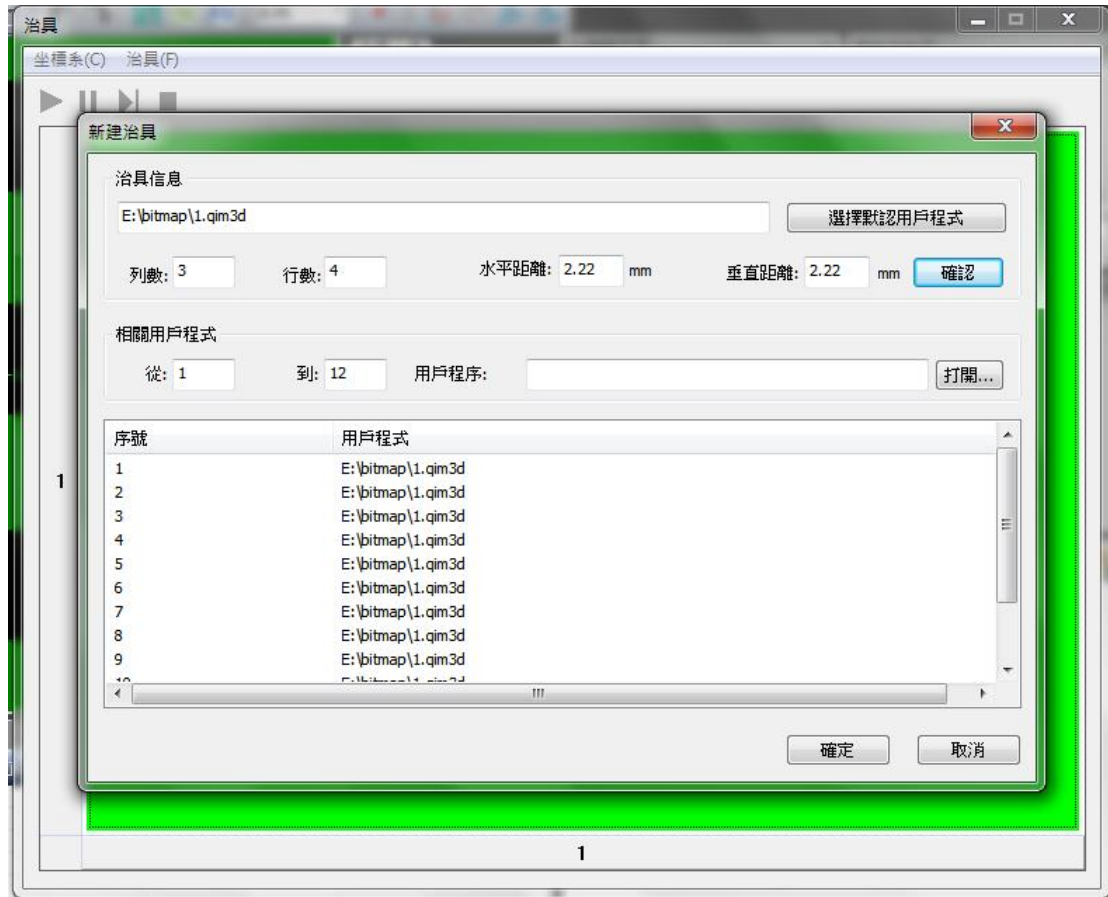 治具
坐標系(C) 治具(F)
新建治具
治具信息
E:\bitmap\1.qim3d 選擇默認用戶程式
列數: 3 行數: 4 水平距離: 2.22 mm 垂直距離: 2.22 mm 確認
相關用戶程式
從: 1 到: 12 用戶程序: 打開...
序號 用戶程式
1 E:\bitmap\1.qim3d
2 E:\bitmap\1.qim3d
3 E:\bitmap\1.qim3d
4 E:\bitmap\1.qim3d
5 E:\bitmap\1.qim3d
6 E:\bitmap\1.qim3d
7 E:\bitmap\1.qim3d
8 E:\bitmap\1.qim3d
9 E:\bitmap\1.qim3d
1
確定 取消
1